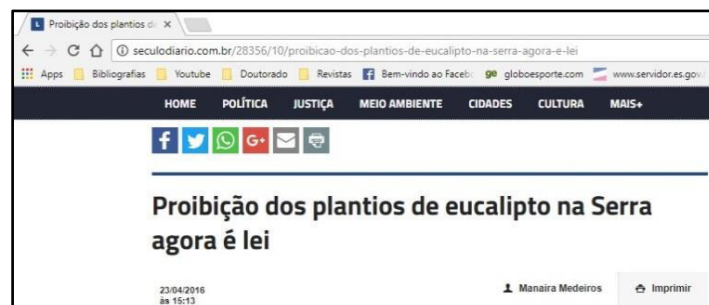 Proibição dos plantios d
seculodiario.com.br/28356/10/proibicao-dos-plantios-de-eucalipto-na-serra-agora-e-lei
Apps Bibliografias Youtube Doutorado Revistas Bem-vindo ao Faceb globoesporte.com www.servidor.es.gov.
HOME POLÍTICA JUSTIÇA MEIO AMBIENTE CIDADES CULTURA MAIS+
G+
Proibição dos plantios de eucalipto na Serra
agora é lei
23/04/2016
às 15:13
Manaira Medeiros Imprimir